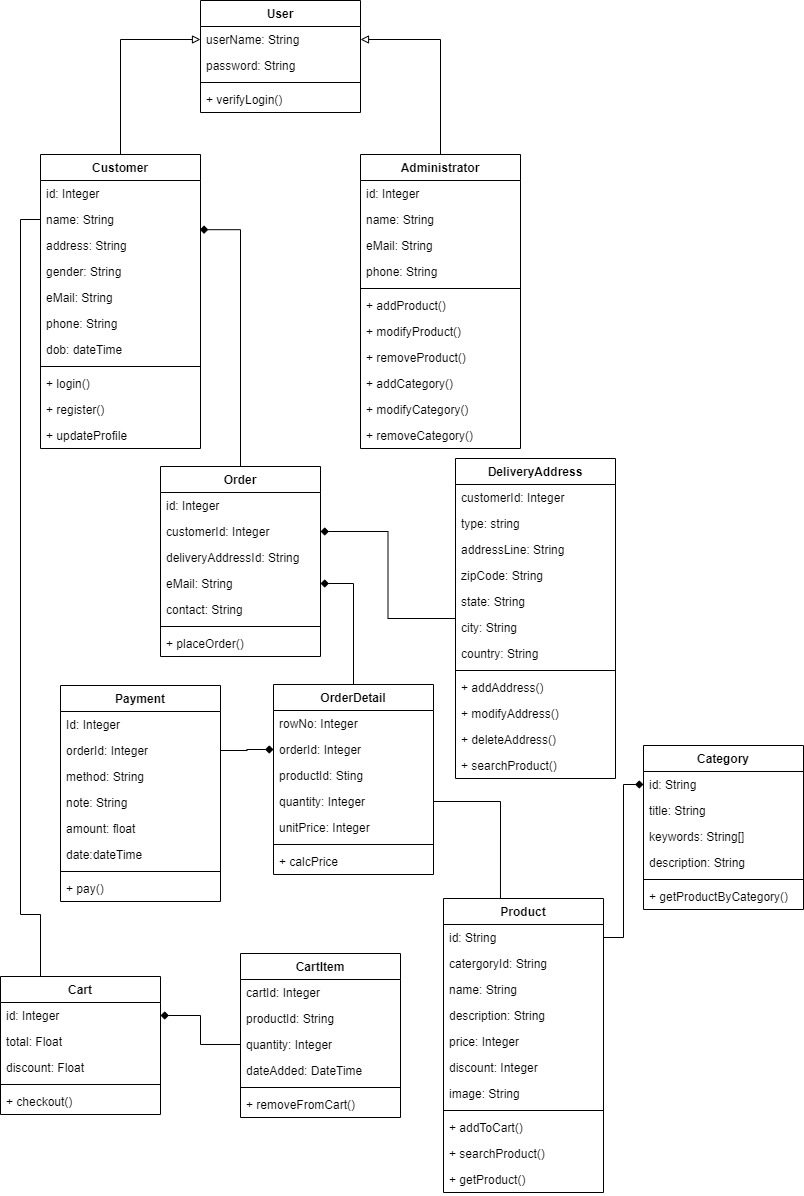 User
userName: String
password: String
+ verifyLogin()
Customer
id: Integer
name: String
address: String
gender: String
eMail: String
phone: String
dob: dateTime
+ login()
+ register()
+ updateProfile
Administrator
id: Integer
name: String
eMail: String
phone: String
+ addProduct()
+ modifyProduct()
+ removeProduct()
+ addCategory()
+ modifyCategory()
+ removeCategory()
Order
id: Integer
customerId: Integer
deliveryAddressId: String
eMail: String
contact: String
+ placeOrder()
DeliveryAddress
customerId: Integer
type: string
addressLine: String
zipCode: String
state: String
city: String
country: String
+ addAddress()
+ modifyAddress()
+ deleteAddress()
+ searchProduct()
Payment
Id: Integer
orderId: Integer
method: String
note: String
amount: float
date:dateTime
+ pay()
OrderDetail
rowNo: Integer
orderId: Integer
productId: Sting
quantity: Integer
unitPrice: Integer
+ calcPrice
Category
id: String
title: String
keywords: String[]
description: String
+ getProductByCategory()
Product
id: String
catergoryId: String
name: String
description: String
price: Integer
discount: Integer
image: String
+ addToCart()
+ searchProduct()
+ getProduct()
Cart
id: Integer
total: Float
discount: Float
+ checkout()
CartItem
cartId: Integer
productId: String
quantity: Integer
dateAdded: DateTime
+ removeFromCart()